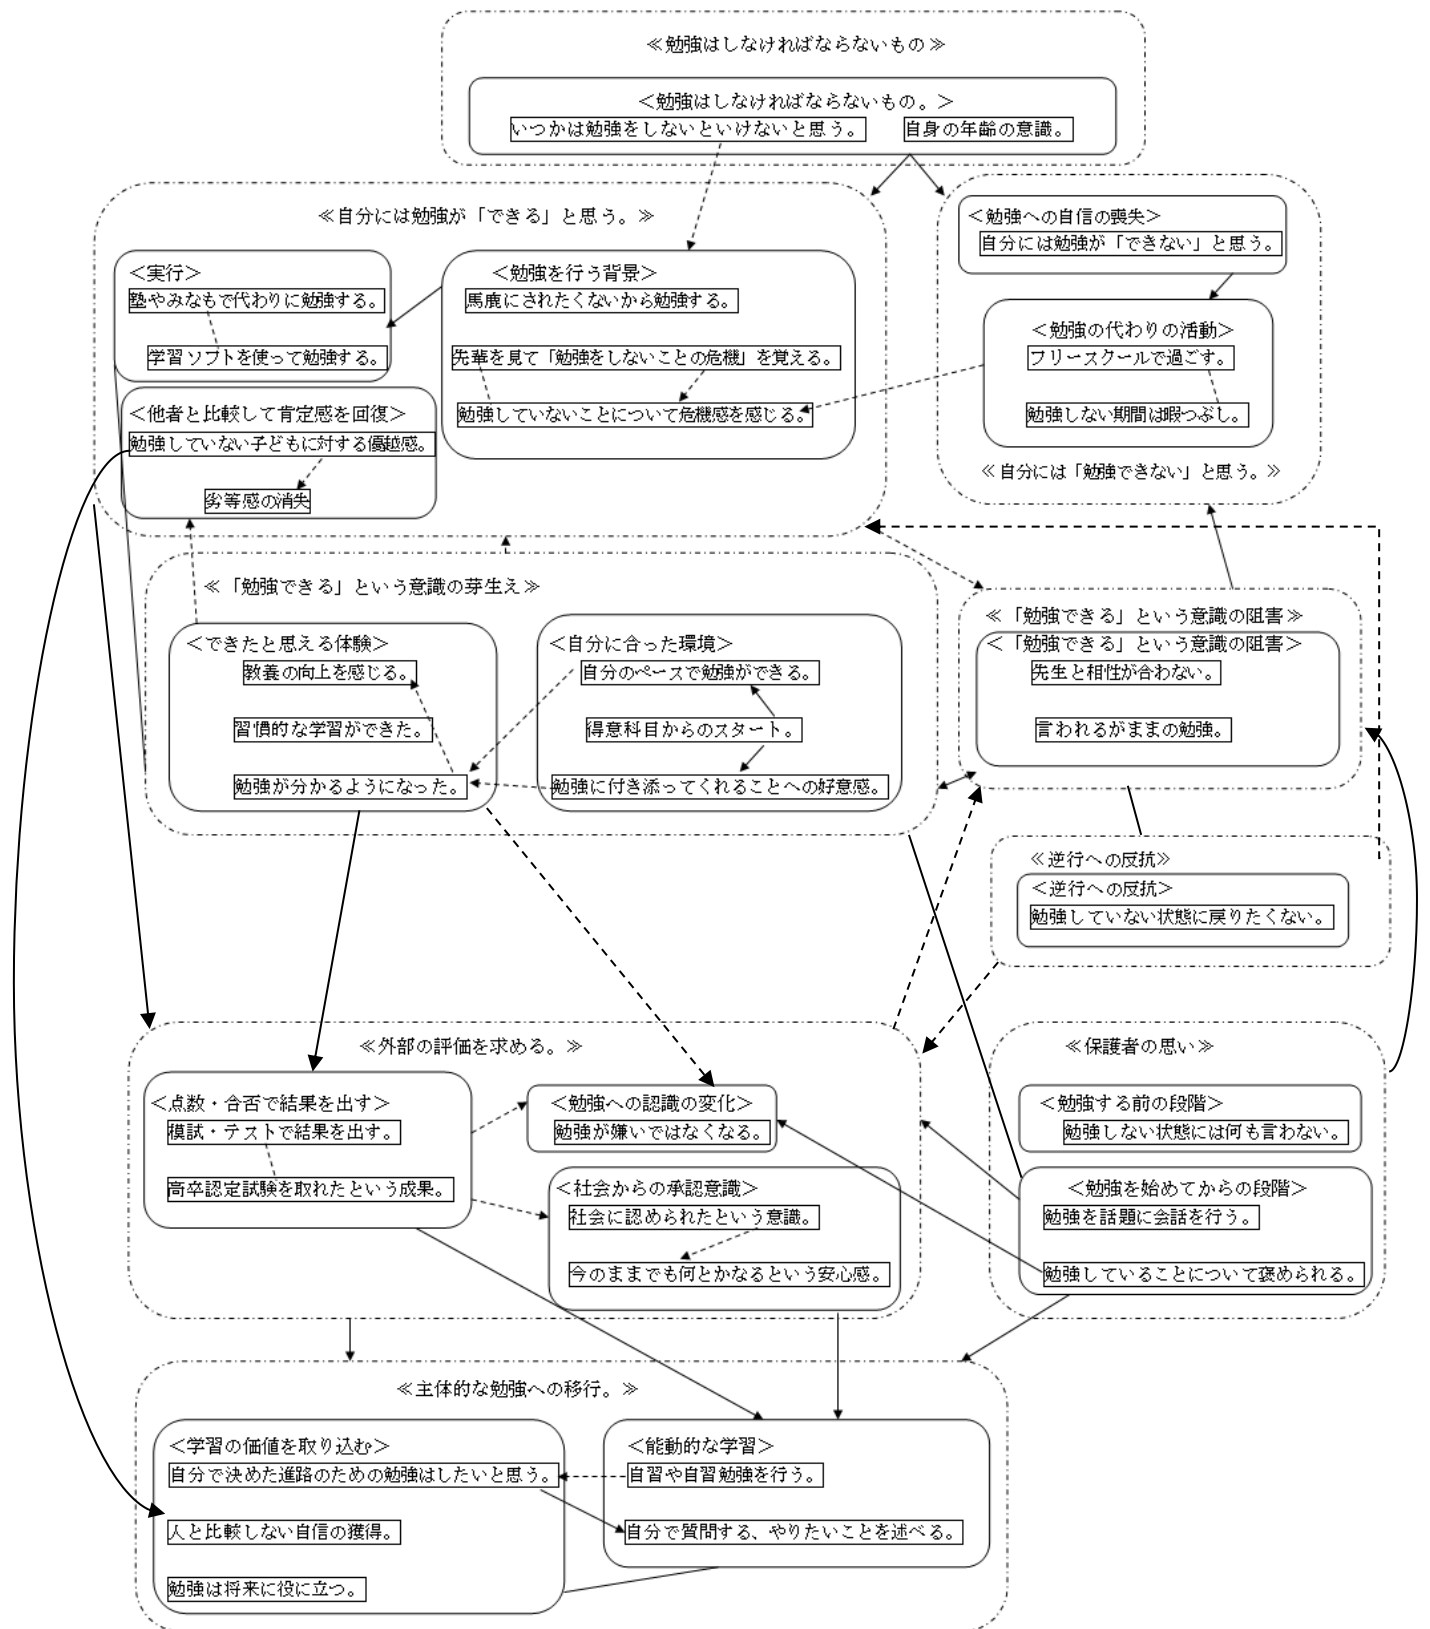 ≪勉強はしなければならないもの≫
＜勉強はしなければならないもの。＞
いつかは勉強をしないといけないと思う。
自身の年齢の意識。
≪自分には勉強が「できる」と思う。≫
＜実行＞
塾やみなもで代わりに勉強する。
学習ソフトを使って勉強する。
＜勉強を行う背景＞
馬鹿にされたくないから勉強する。
先輩を見て「勉強をしないことの危機」を覚える。
勉強していないことについて危機感を感じる。
＜他者と比較して肯定感を回復＞
勉強していない子どもに対する優越感。
劣等感の消失
＜勉強への自信の喪失＞
自分には勉強が「できない」と思う。
＜勉強の代わりの活動＞
フリースクールで過ごす。
勉強しない期間は暇つぶし。
≪自分には「勉強できない」と思う。≫
≪「勉強できる」という意識の芽生え≫
＜できたと思える体験＞
教養の向上を感じる。
習慣的な学習ができた。
勉強が分かるようになった。
＜自分に合った環境＞
自分のペースで勉強ができる。
得意科目からのスタート。
勉強に付き添ってくれることへの好意感。
≪「勉強できる」という意識の阻害≫
＜「勉強できる」という意識の阻害＞
先生と相性が合わない。
言われるがままの勉強。
≪逆行への反抗≫
＜逆行への反抗＞
勉強していない状態に戻りたくない。
≪外部の評価を求める。≫
＜点数・合否で結果を出す＞
模試・テストで結果を出す。
高卒認定試験を取れたという成果。
＜勉強への認識の変化＞
勉強が嫌いではなくなる。
＜社会からの承認意識＞
社会に認められたという意識。
今のままでも何とかなるという安心感。
≪保護者の思い≫
＜勉強する前の段階＞
勉強しない状態には何も言わない。
＜勉強を始めてからの段階＞
勉強を話題に会話を行う。
勉強していることについて褒められる。
≪主体的な勉強への移行。≫
＜学習の価値を取り込む＞
自分で決めた進路のための勉強はしたいと思う。
人と比較しない自信の獲得。
勉強は将来に役に立つ。
＜能動的な学習＞
自習や自習勉強を行う。
自分で質問する、やりたいことを述べる。